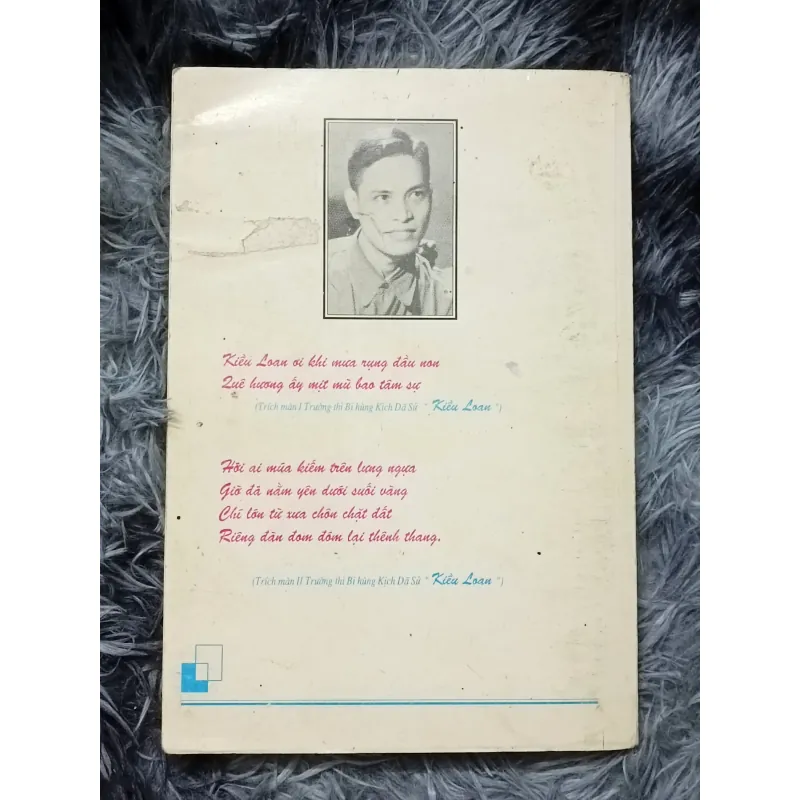 Kiều Loan ơi khi mưa rụng đầu non
Quê hương ấy mịt mù bao tâm sự
(Trích màn I Trường thi Bi hùng Kịch Dã Sử " Kiều Loan ")
Hỡi ai múa kiếm trên lưng ngựa
Giờ đã nằm yên dưới suối vàng
Chí lớn từ xưa chôn chặt đất
Riêng đàn đom đóm lại thênh thang.
(Trích màn II Trường thi Bi hùng Kịch Dã Sử " Kiều Loan ")